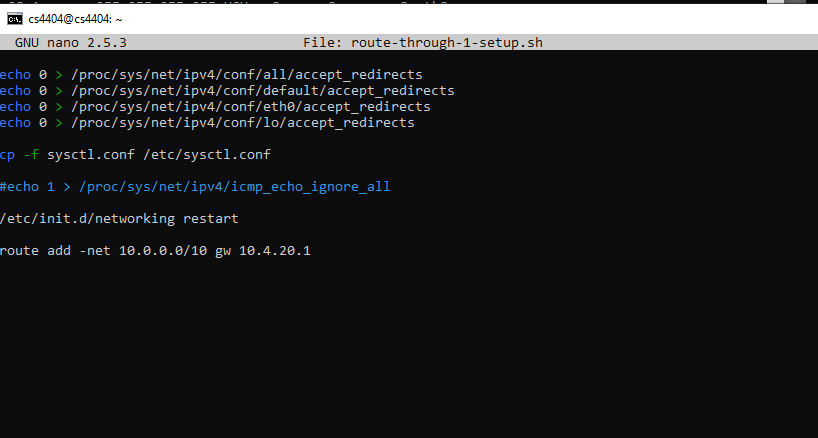 cs4404@cs4404: ~
GNU nano 2.5.3 File: route-through-1-setup.sh
echo 0 > /proc/sys/net/ipv4/conf/all/accept_redirects
echo 0 > /proc/sys/net/ipv4/conf/default/accept_redirects
echo 0 > /proc/sys/net/ipv4/conf/eth0/accept_redirects
echo 0 > /proc/sys/net/ipv4/conf/lo/accept_redirects
cp -f sysctl.conf /etc/sysctl.conf
#echo 1 > /proc/sys/net/ipv4/icmp_echo_ignore_all
/etc/init.d/networking restart
route add -net 10.0.0.0/10 gw 10.4.20.1